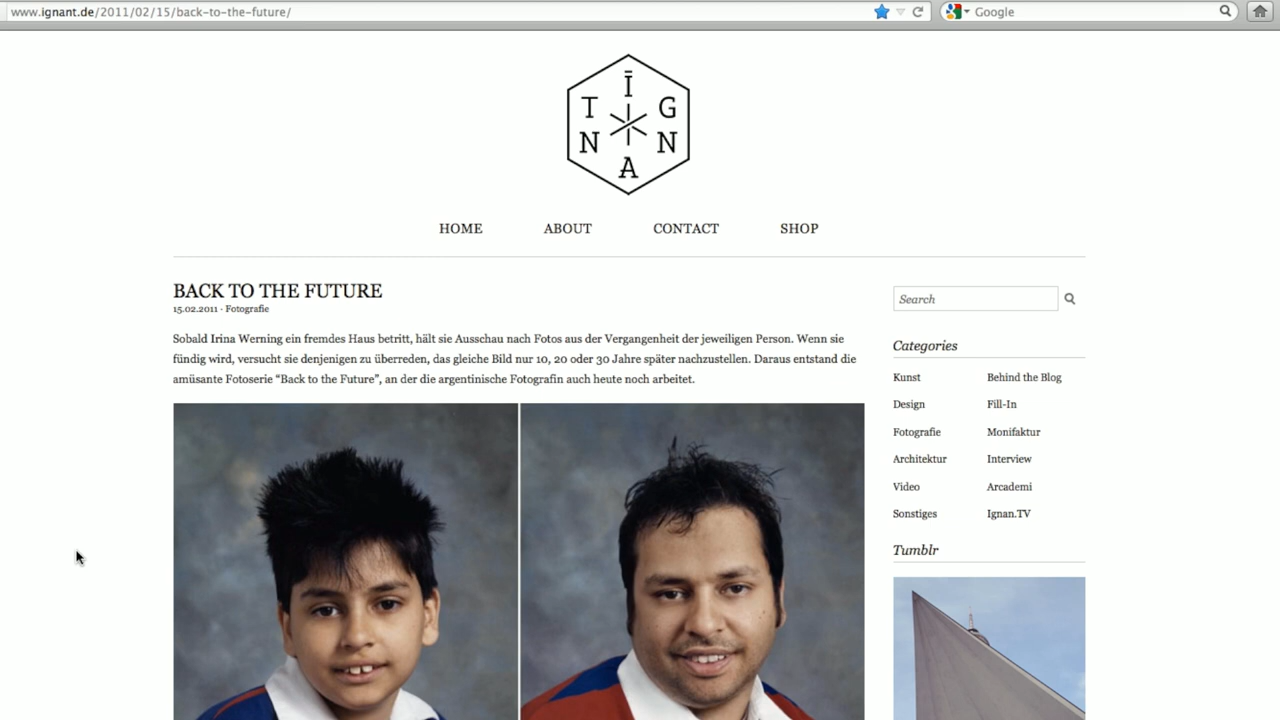 www.ignant.de/2011/02/15/back-to-the-future/
Google
Ī
T G
N N
A
HOME ABOUT CONTACT SHOP
BACK TO THE FUTURE
15.02.2011 · Fotografie
Sobald Irina Werning ein fremdes Haus betritt, hält sie Ausschau nach Fotos aus der Vergangenheit der jeweiligen Person. Wenn sie
fündig wird, versucht sie denjenigen zu überreden, das gleiche Bild nur 10, 20 oder 30 Jahre später nachzustellen. Daraus entstand die
amüsante Fotoserie “Back to the Future”, an der die argentinische Fotografin auch heute noch arbeitet.
Search
Categories
Kunst Behind the Blog
Design Fill-In
Fotografie Monifaktur
Architektur Interview
Video Arcademi
Sonstiges Ignan.TV
Tumblr